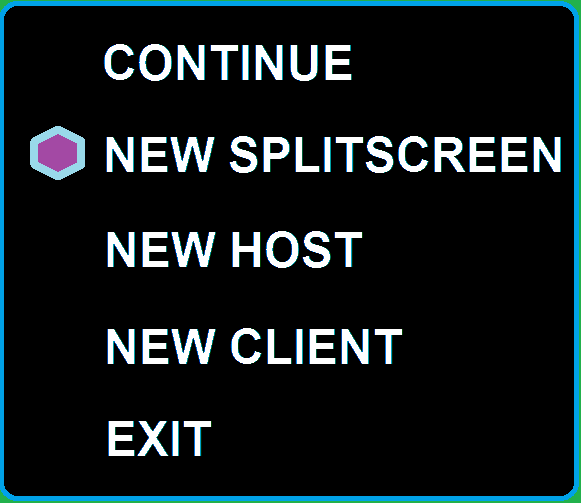 CONTINUE
NEW SPLITSCREEN
NEW HOST
NEW CLIENT
EXIT